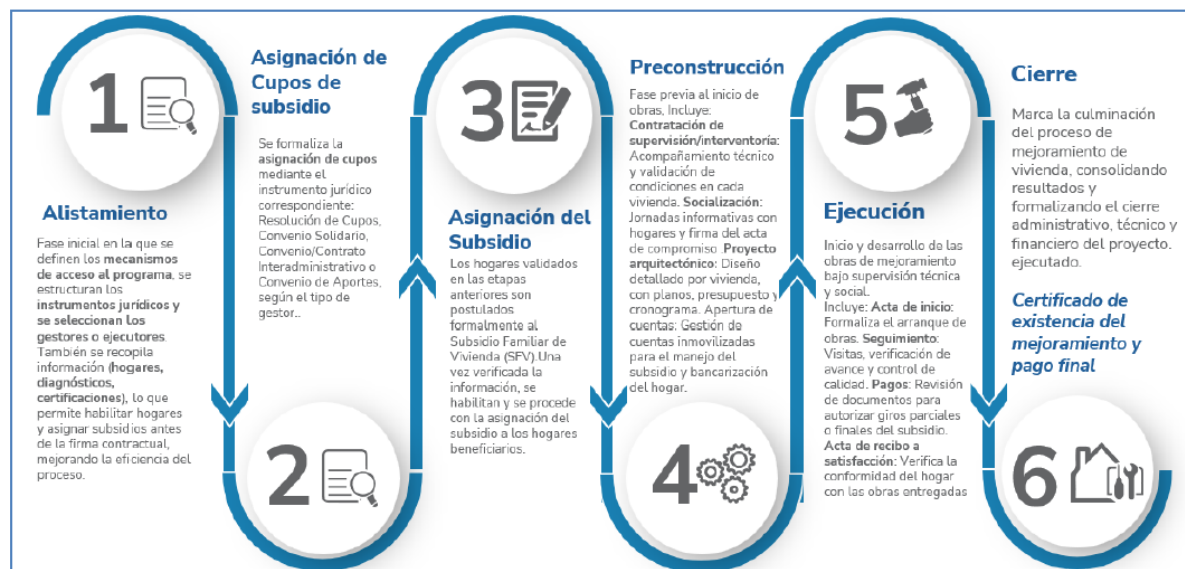 1
Alistamiento
Fase inicial en la que se
definen los mecanismos
de acceso al programa, se
estructuran los
instrumentos jurídicos y
se seleccionan los
gestores o ejecutores.
También se recopila
información (hogares,
diagnósticos,
certificaciones), lo que
permite habilitar hogares
y asignar subsidios antes
de la firma contractual,
mejorando la eficiencia del
proceso.
Asignación de
Cupos de
subsidio
Se formaliza la
asignación de cupos
mediante el
instrumento jurídico
correspondiente:
Resolución de Cupos,
Convenio Solidario,
Convenio/Contrato
Interadministrativo o
Convenio de Aportes,
según el tipo de
gestor..
2
3
Asignación del
Subsidio
Los hogares validados
en las etapas
anteriores son
postulados
formalmente al
Subsidio Familiar de
Vivienda (SFV).Una
vez verificada la
información, se
habilitan y se procede
con la asignación del
subsidio a los hogares
beneficiarios.
Preconstrucción
Fase previa al inicio de
obras. Incluye:
Contratación de
supervisión/interventoría:
Acompañamiento técnico
y validación de
condiciones en cada
vivienda. Socialización:
Jornadas informativas con
hogares y firma del acta
de compromiso. Proyecto
arquitectónico: Diseño
detallado por vivienda,
con planos, presupuesto y
cronograma. Apertura de
cuentas: Gestión de
cuentas inmovilizadas
para el manejo del
subsidio y bancarización
del hogar.
4
5
Ejecución
Inicio y desarrollo de las
obras de mejoramiento
bajo supervisión técnica
y social.
Incluye: Acta de inicio:
Formaliza el arranque de
obras. Seguimiento:
Visitas, verificación de
avance y control de
calidad. Pagos: Revisión
de documentos para
autorizar giros parciales
o finales del subsidio.
Acta de recibo a
satisfacción: Verifica la
conformidad del hogar
con las obras entregadas
Cierre
Marca la culminación
del proceso de
mejoramiento de
vivienda, consolidando
resultados y
formalizando el cierre
administrativo, técnico y
financiero del proyecto.
ejecutado.
Certificado de
existencia del
mejoramiento y
pago final
6